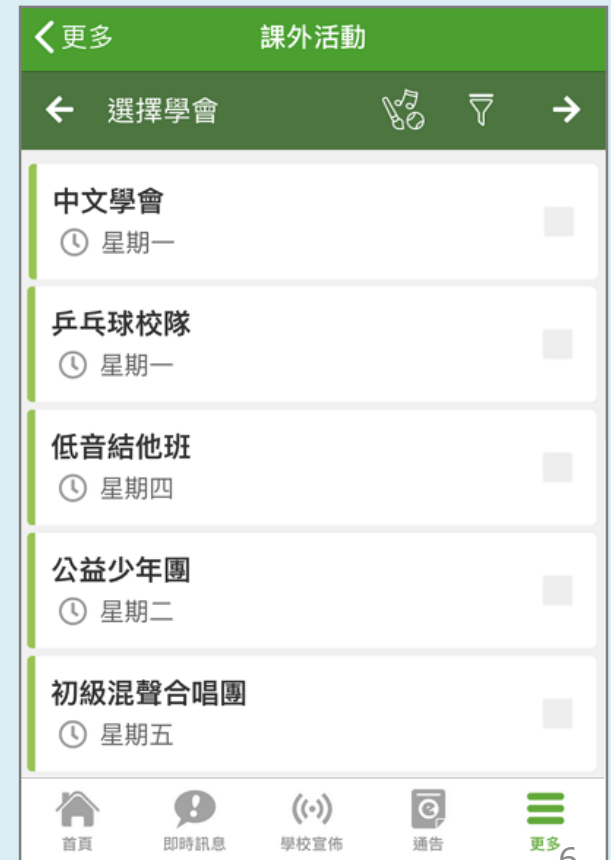 更多
課外活動
選擇學會
中文學會
星期一
乒乓球校隊
星期一
低音結他班
星期四
公益少年團
星期二
初級混聲合唱團
星期五
首頁
即時訊息
學校宣佈
通告
更多
6